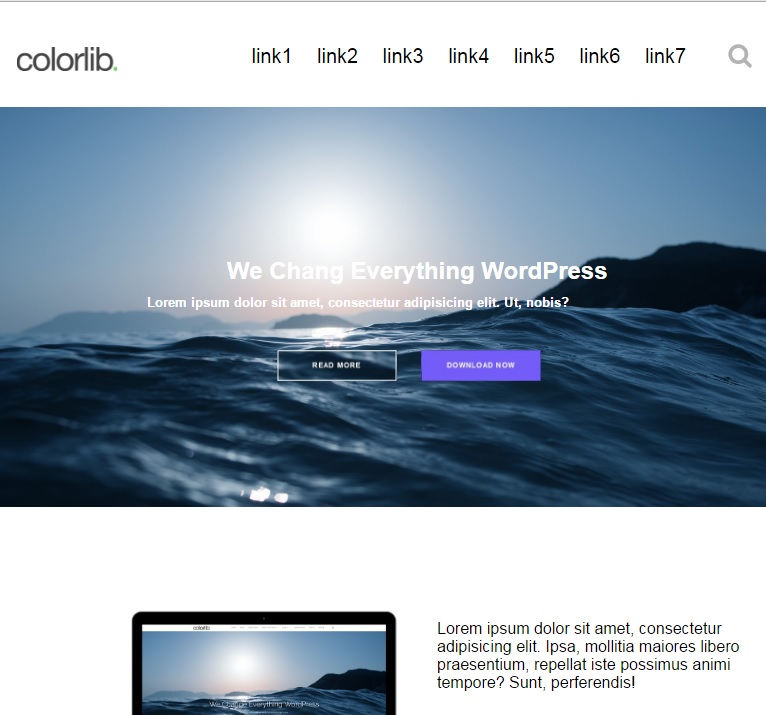 colorlib.
link1 link2 link3 link4 link5 link6 link7
We Chang Everything WordPress
Lorem ipsum dolor sit amet, consectetur adipisicing elit. Ut, nobis?
READ MORE DOWNLOAD NOW
Lorem ipsum dolor sit amet, consectetur
adipisicing elit. Ipsa, mollitia maiores libero
praesentium, repellat iste possimus animi
tempore? Sunt, perferendis!
colorlib.
We Change Everything WordPress